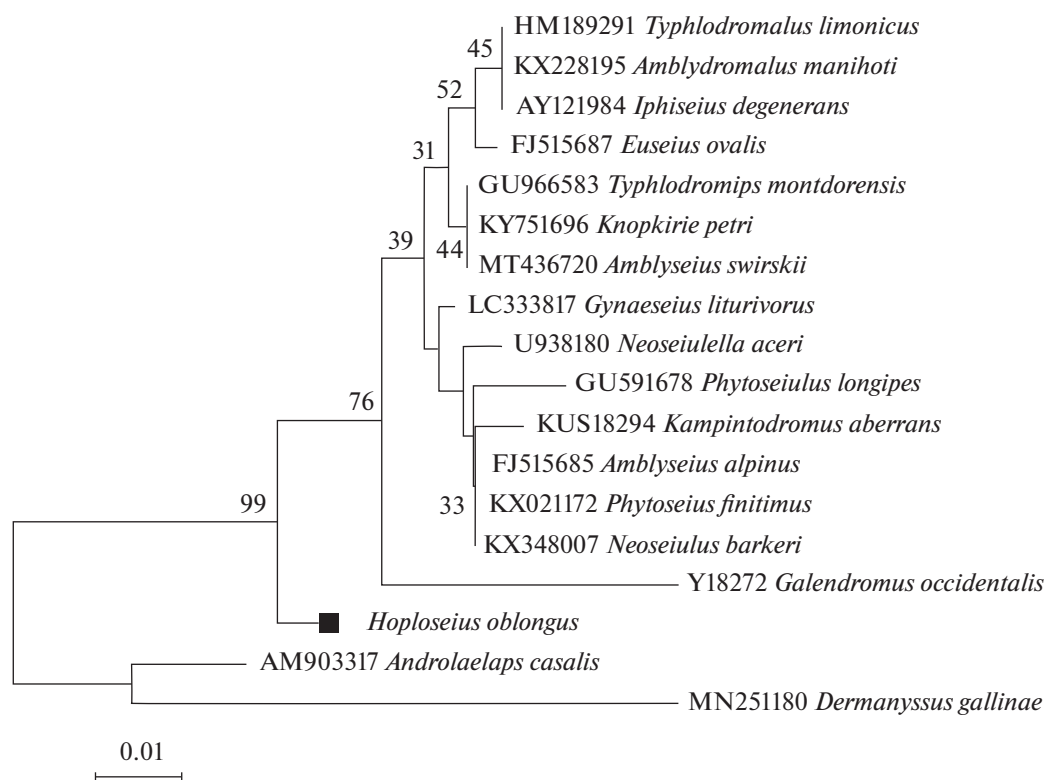 HM189291 Typhlodromalus limonicus
45
KX228195 Amblydromalus manihoti
52
AY121984 Iphiseius degenerans
31
FJ515687 Euseius ovalis
GU966583 Typhlodromips montdorensis
KY751696 Knopkirie petri
39
44
MT436720 Amblyseius swirskii
LC333817 Gynaeseius liturivorus
U938180 Neoseiulella aceri
GU591678 Phytoseiulus longipes
76
KUS18294 Kampintodromus aberrans
FJ515685 Amblyseius alpinus
99
33
KX021172 Phytoseius finitimus
KX348007 Neoseiulus barkeri
Y18272 Galendromus occidentalis
Hoploseius oblongus
AM903317 Androlaelaps casalis
MN251180 Dermanyssus gallinae
0.01